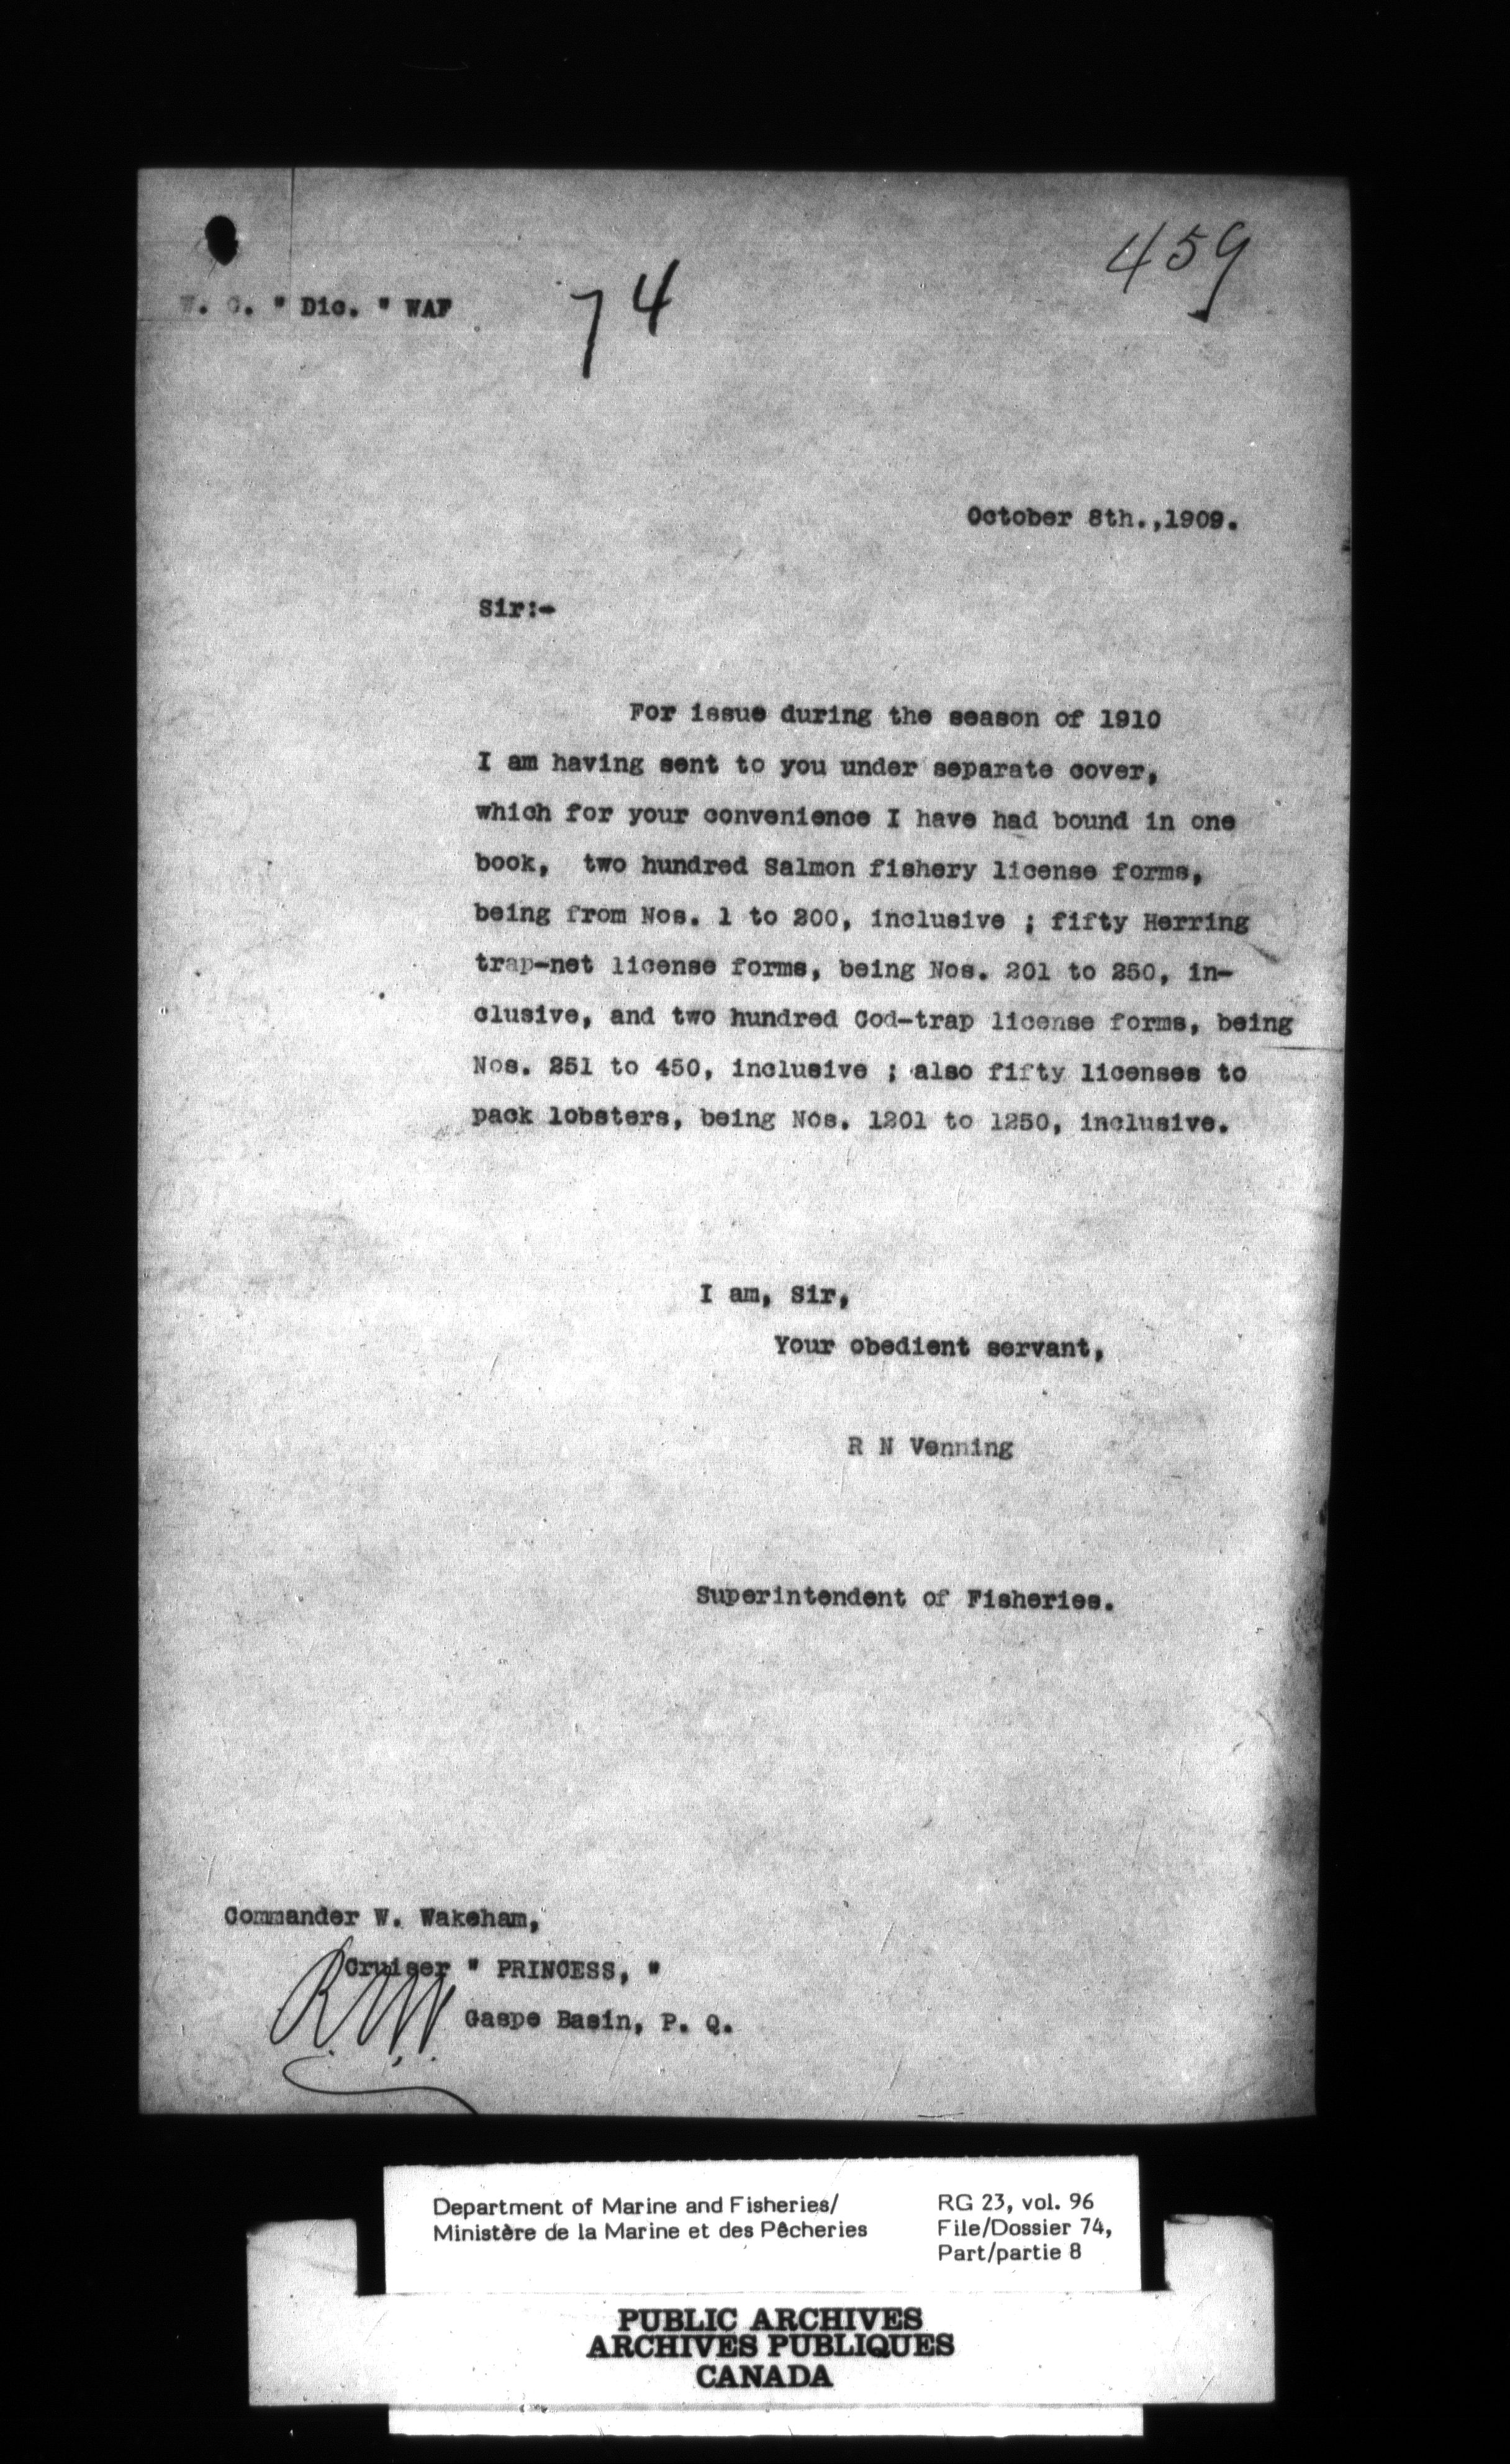 459
74
W. C. " Dic. " WAF
October 8th.,1909.
Sir:-
For issue during the season of 1910
I am having sent to you under separate cover,
which for your convenience I have had bound in one
book, two hundred Salmon fishery license forms,
being from Nos. 1 to 200, inclusive ; fifty Herring
trap-net license forms, being Nos. 201 to 250, in-
clusive, and two hundred Cod-trap license forms, being
Nos. 251 to 450, inclusive ; also fifty licenses to
pack lobsters, being Nos. 1201 to 1250, inclusive.
I am, Sir,
Your obedient servant,
R N Venning
Superintendent of Fisheries.
Commander W. Wakeham,
Cruiser " PRINCESS, "
Gaspe Basin, P. Q.
Department of Marine and Fisheries/
Ministère de la Marine et des Pêcheries
RG 23, vol. 96
File/Dossier 74,
Part/partie 8
PUBLIC ARCHIVES
ARCHIVES PUBLIQUES
CANADA